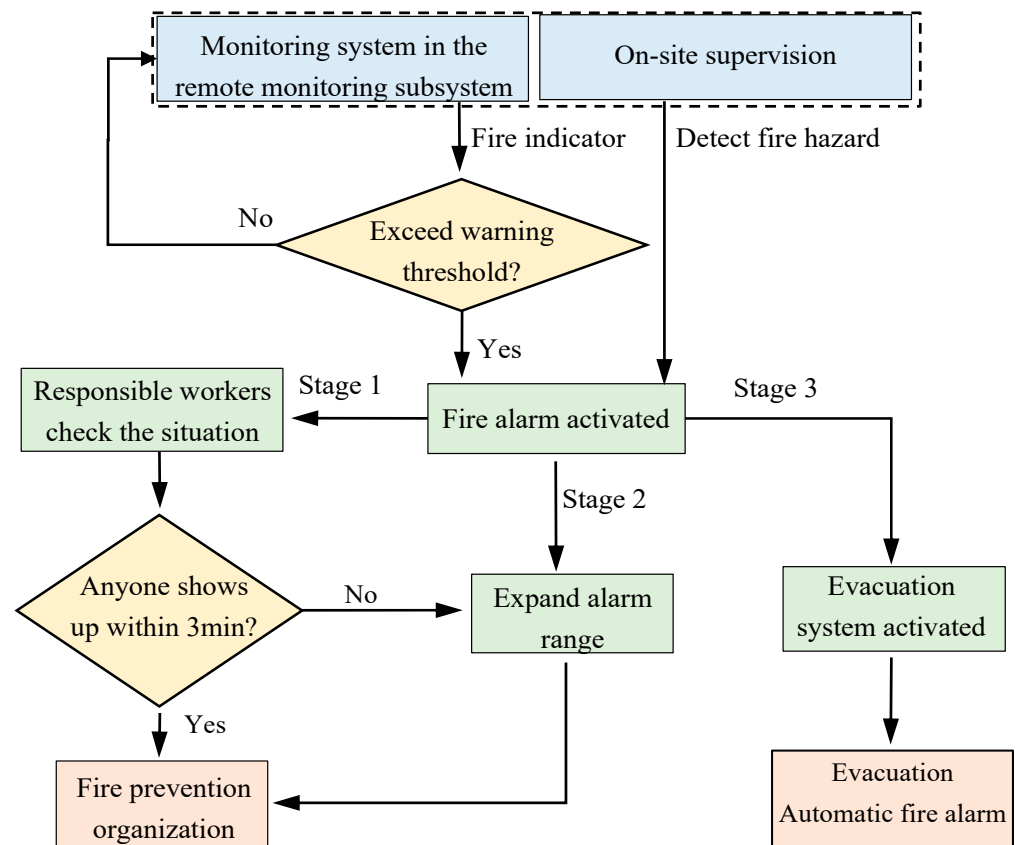 Monitoring system in the
remote monitoring subsystem
On-site supervision
Fire indicator
Detect fire hazard
No
Exceed warning
threshold?
Yes
Responsible workers
check the situation
Stage 1
Fire alarm activated
Stage 3
Stage 2
Anyone shows
up within 3min?
No
Expand alarm
range
Evacuation
system activated
Yes
Fire prevention
organization
Evacuation
Automatic fire alarm